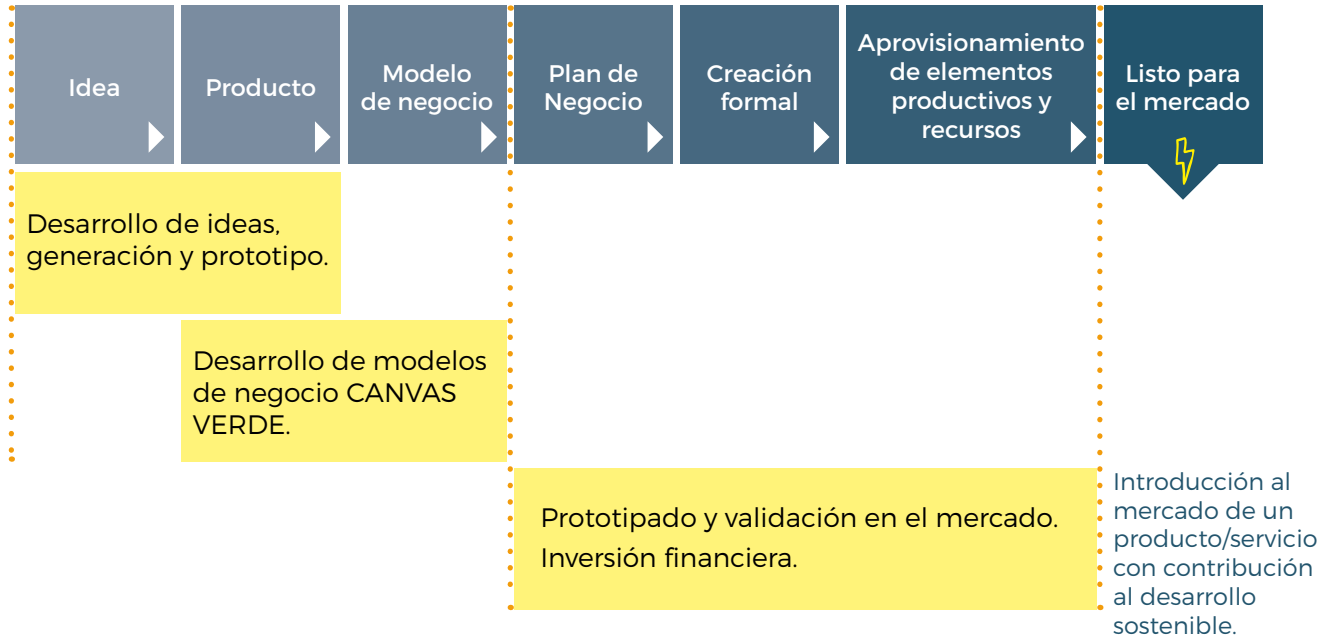 Idea
Producto
Modelo
de negocio
Plan de
Negocio
Creación
formal
Aprovisionamiento
de elementos
productivos y
recursos
Listo para
el mercado
Desarrollo de ideas,
generación y prototipo.
Desarrollo de modelos
de negocio CANVAS
VERDE.
Prototipado y validación en el mercado.
Inversión financiera.
Introducción al
mercado de un
producto/servicio
con contribución
al desarrollo
sostenible.